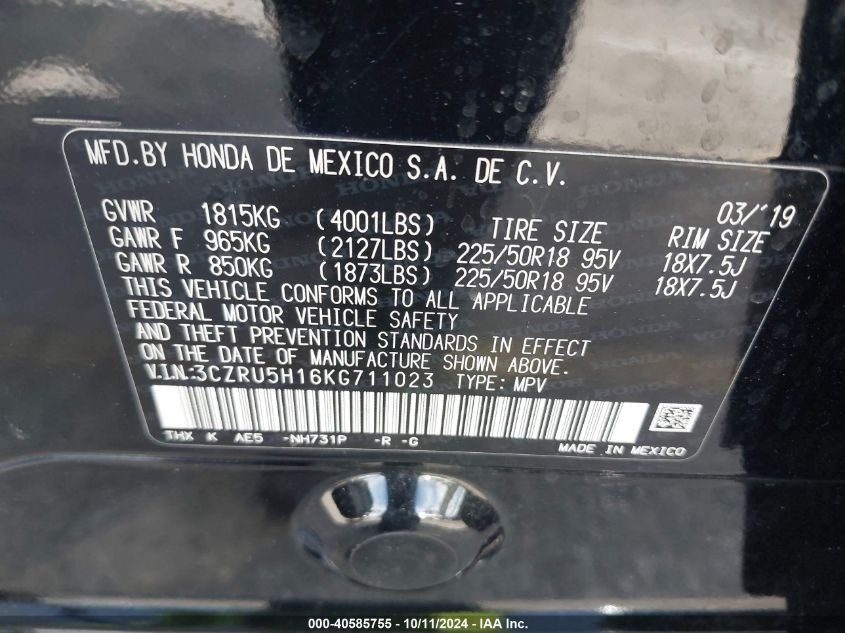 MFD.BY HONDA DE MEXICO S.A. DE C.V.
03/'19
GVWR 1815KG (4001LBS) TIRE SIZE RIM SIZE
GAWR F 965KG (2127LBS) 225/50R18 95V 18X7.5J
GAWR R 850KG (1873LBS) 225/50R18 95V 18X7.5J
THIS VEHICLE CONFORMS TO ALL APPLICABLE
FEDERAL MOTOR VEHICLE SAFETY
AND THEFT PREVENTION STANDARDS IN EFFECT
ON THE DATE OF MANUFACTURE SHOWN ABOVE.
V.I.N:3CZRU5H16KG711023 TYPE: MPV
THX K AE5 -NH731P -R -G
MADE IN MEXICO
000-40585755 - 10/11/2024 - IAA Inc.